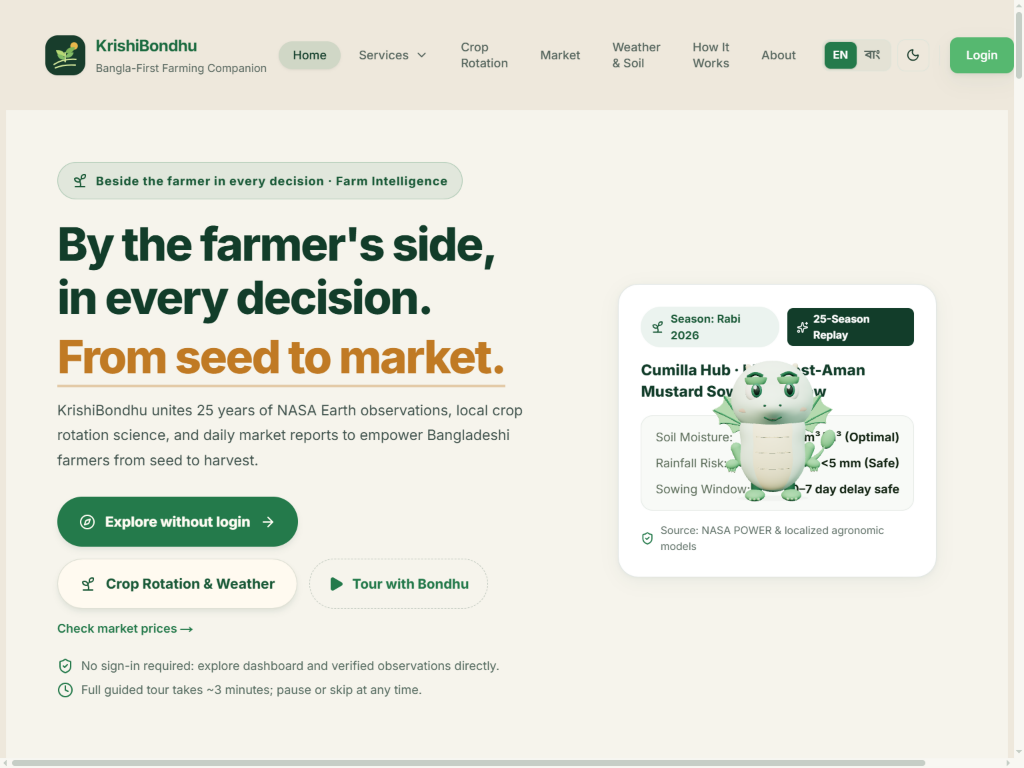 KrishiBondhu
Bangla-First Farming Companion
Home
Services
Crop
Rotation
Market
Weather
& Soil
How It
Works
About
EN
বাং
Login
Beside the farmer in every decision · Farm Intelligence
By the farmer's side,
in every decision.
From seed to market.
KrishiBondhu unites 25 years of NASA Earth observations, local crop
rotation science, and daily market reports to empower Bangladeshi
farmers from seed to harvest.
Explore without login →
Crop Rotation & Weather
Tour with Bondhu
Check market prices →
No sign-in required: explore dashboard and verified observations directly.
Full guided tour takes ~3 minutes; pause or skip at any time.
Season: Rabi
2026
25-Season
Replay
Cumilla Hub ·
Mustard
Soil Moisture:
(Optimal)
Rainfall Risk:
<5 mm (Safe)
Sowing Window:
–7 day delay safe
Source: NASA POWER & localized agronomic
models